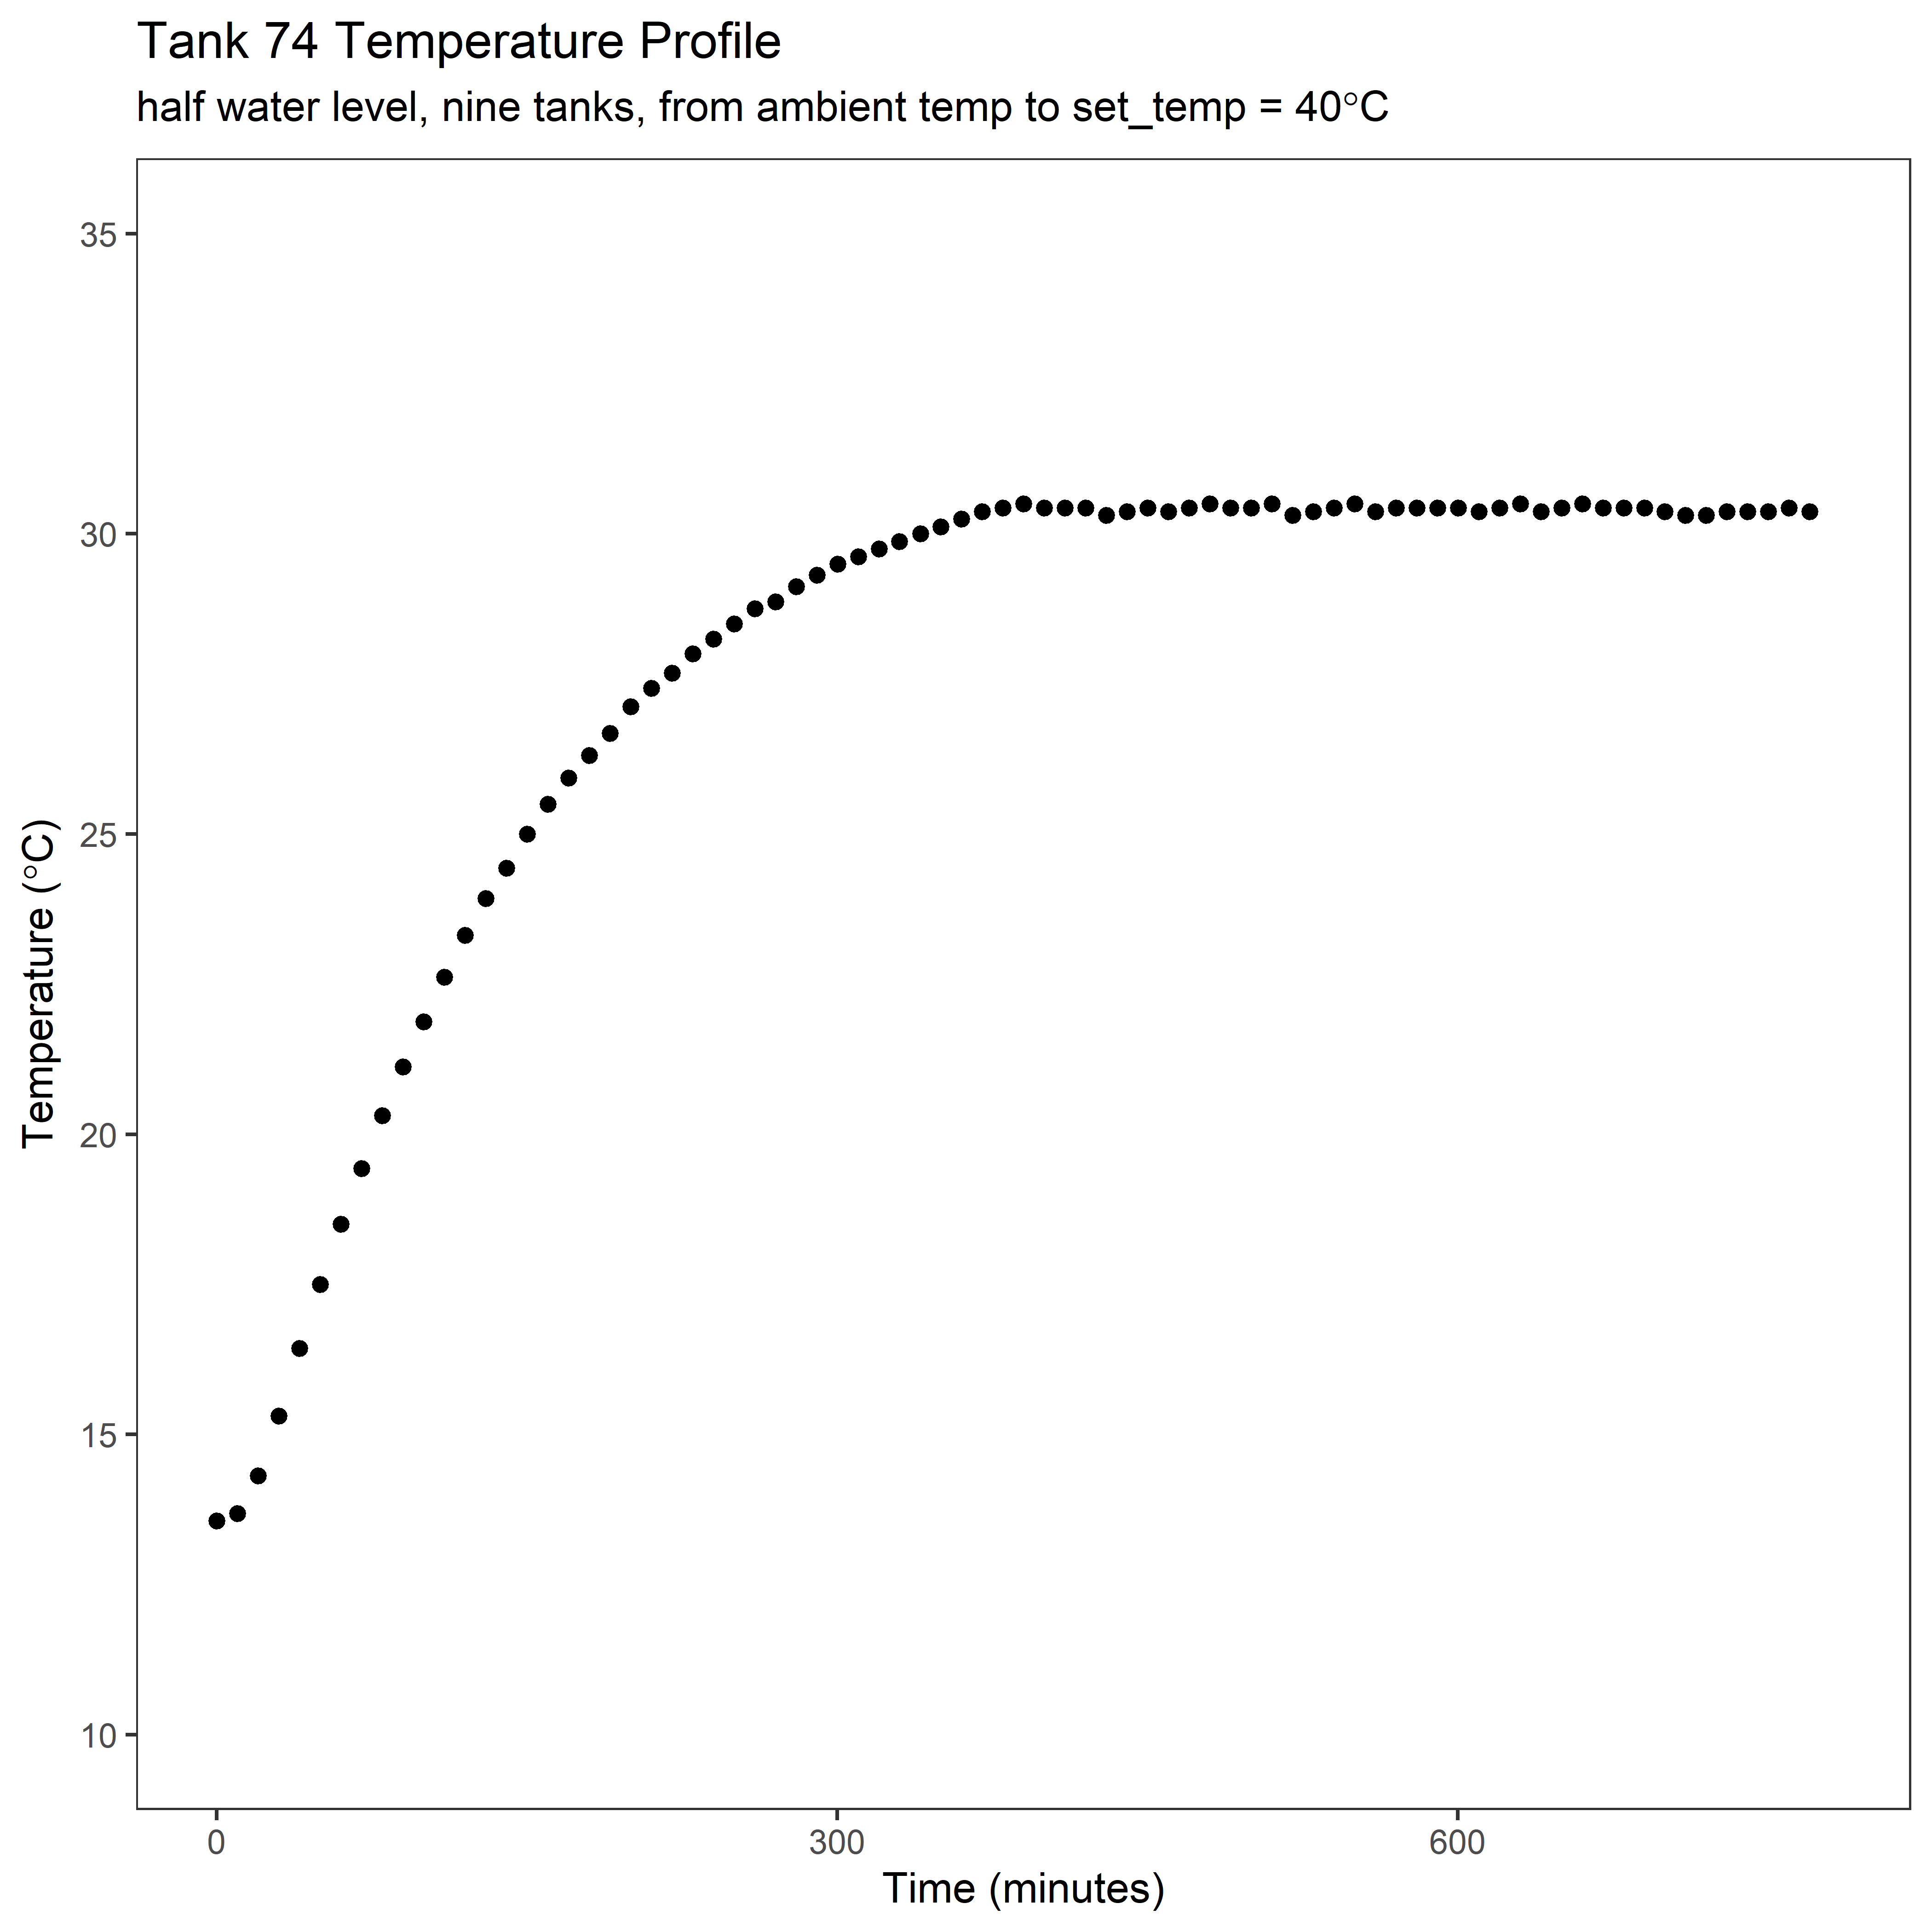 Tank 74 Temperature Profile
half water level, nine tanks, from ambient temp to set_temp = 40°C
35
30
25
20
15
10
Temperature (°C)
0
300
600
Time (minutes)